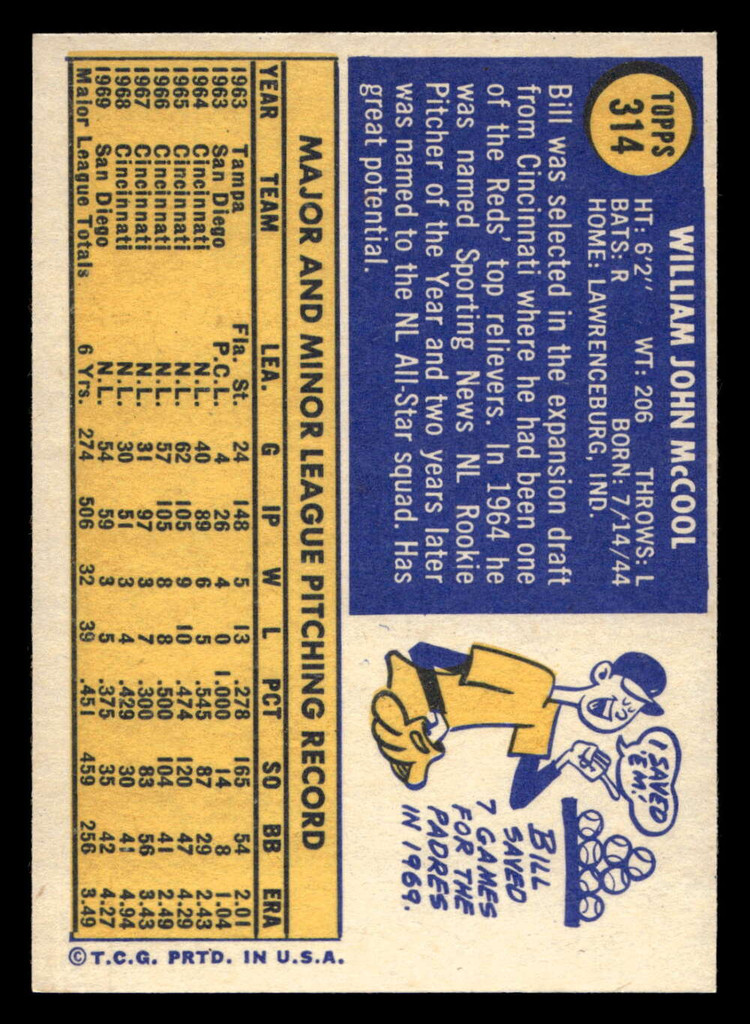 TOPPS
314
WILLIAM JOHN McCOOL
HT: 6'2" WT: 206 THROWS: L
BATS: R BORN: 7/14/44
HOME: LAWRENCEBURG, IND.
Bill was selected in the expansion draft
from Cincinnati where he had been one
of the Reds' top relievers. In 1964 he
was named Sporting News NL Rookie
Pitcher of the Year and two years later
was named to the NL All-Star squad. Has
great potential.
I SAVED
'EM!
BILL
SAVED
7 GAMES
FOR THE
PADRES
IN 1969.
MAJOR AND MINOR LEAGUE PITCHING RECORD
YEAR TEAM LEA. G IP W L PCT SO BB ERA
1963 Tampa Fla. St. 24 148 5 13 .278 165 54 2.01
1963 San Diego P.C.L. 4 26 4 0 1.000 14 8 1.04
1964 Cincinnati N.L. 40 89 6 5 .545 87 29 2.43
1965 Cincinnati N.L. 62 105 9 10 .474 120 47 4.29
1966 Cincinnati N.L. 57 105 8 8 .500 104 41 2.49
1967 Cincinnati N.L. 31 97 3 7 .300 83 56 3.43
1968 Cincinnati N.L. 30 51 3 4 .429 30 41 4.94
1969 San Diego N.L. 54 59 3 5 .375 35 42 4.27
Major League Totals 6 Yrs. 274 506 32 39 .451 459 256 3.49
© T.C.G. PRTD. IN U.S.A.